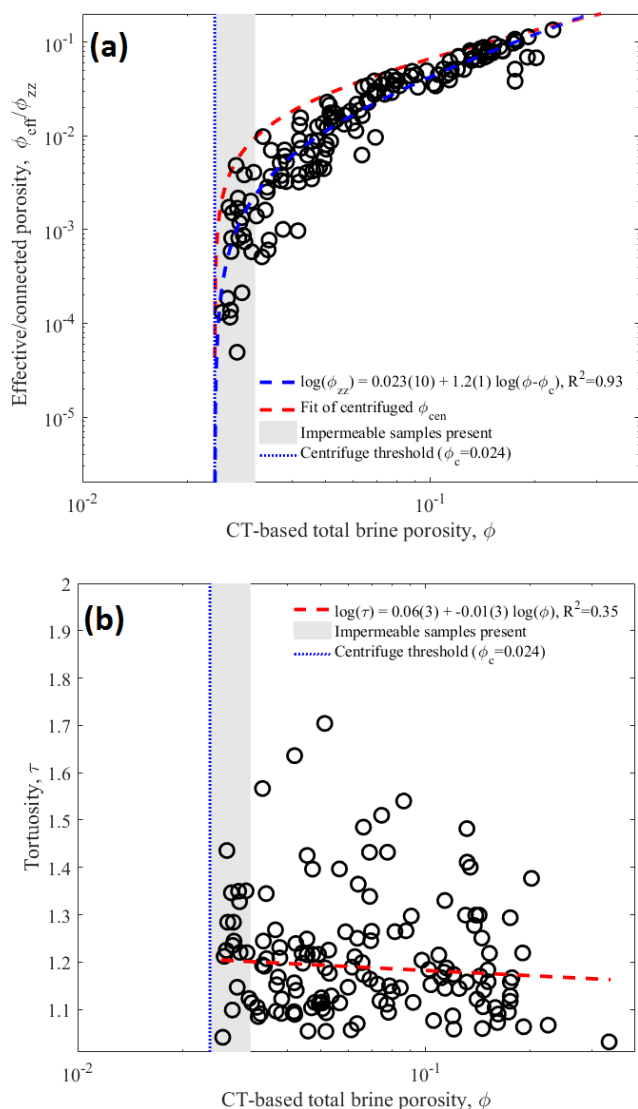 (a)
10^-1
10^-2
10^-3
10^-4
10^-5
Effective/connected porosity, ϕ_eff/ϕ_zz
log(ϕ_zz) = 0.023(10) + 1.2(1) log(ϕ-ϕ_c), R^2=0.93
Fit of centrifuged ϕ_cen
Impermeable samples present
Centrifuge threshold (ϕ_c=0.024)
10^-2
10^-1
CT-based total brine porosity, ϕ
(b)
2
1.9
1.8
1.7
1.6
1.5
1.4
1.3
1.2
1.1
Tortuosity, τ
log(τ) = 0.06(3) + -0.01(3) log(ϕ), R^2=0.35
Impermeable samples present
Centrifuge threshold (ϕ_c=0.024)
10^-2
10^-1
CT-based total brine porosity, ϕ